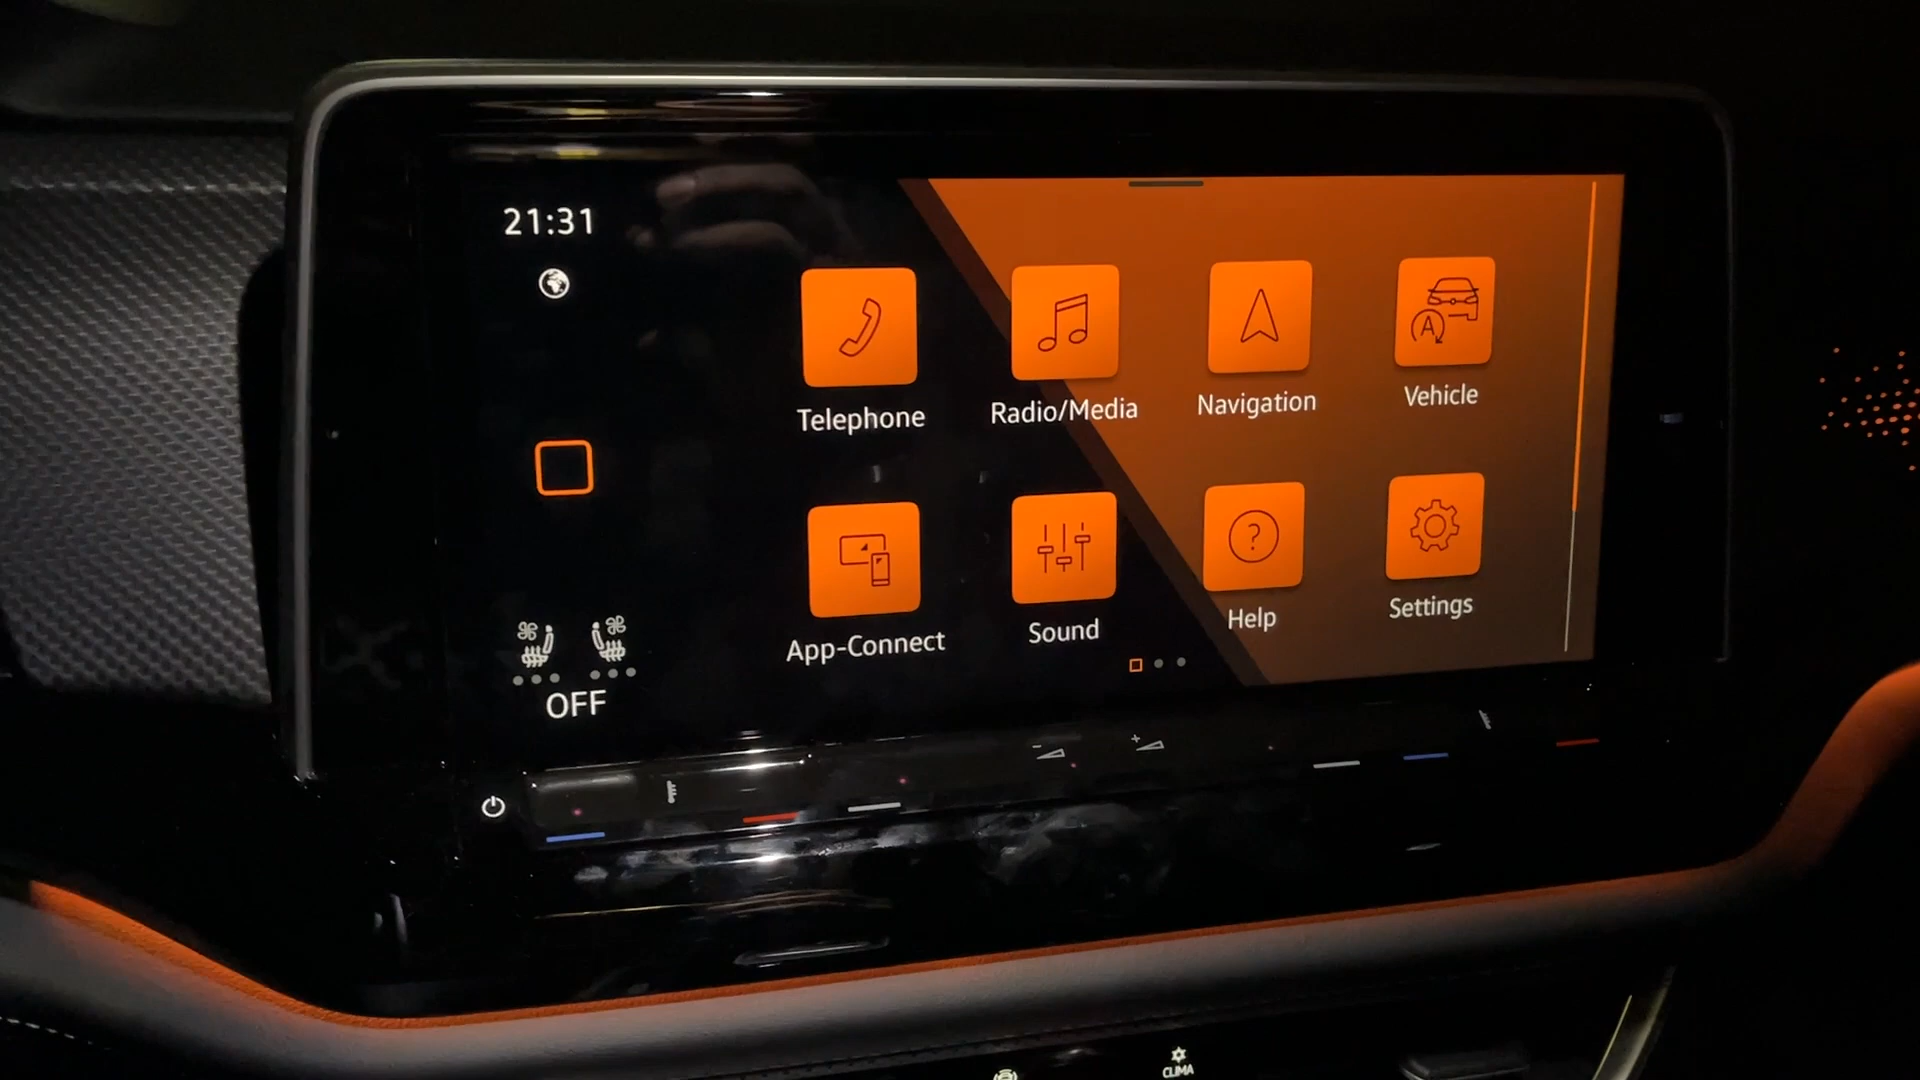 21:31
Telephone
Radio/Media
Navigation
A
Vehicle
App-Connect
Sound
?
Help
Settings
OFF
- +
CLIMA